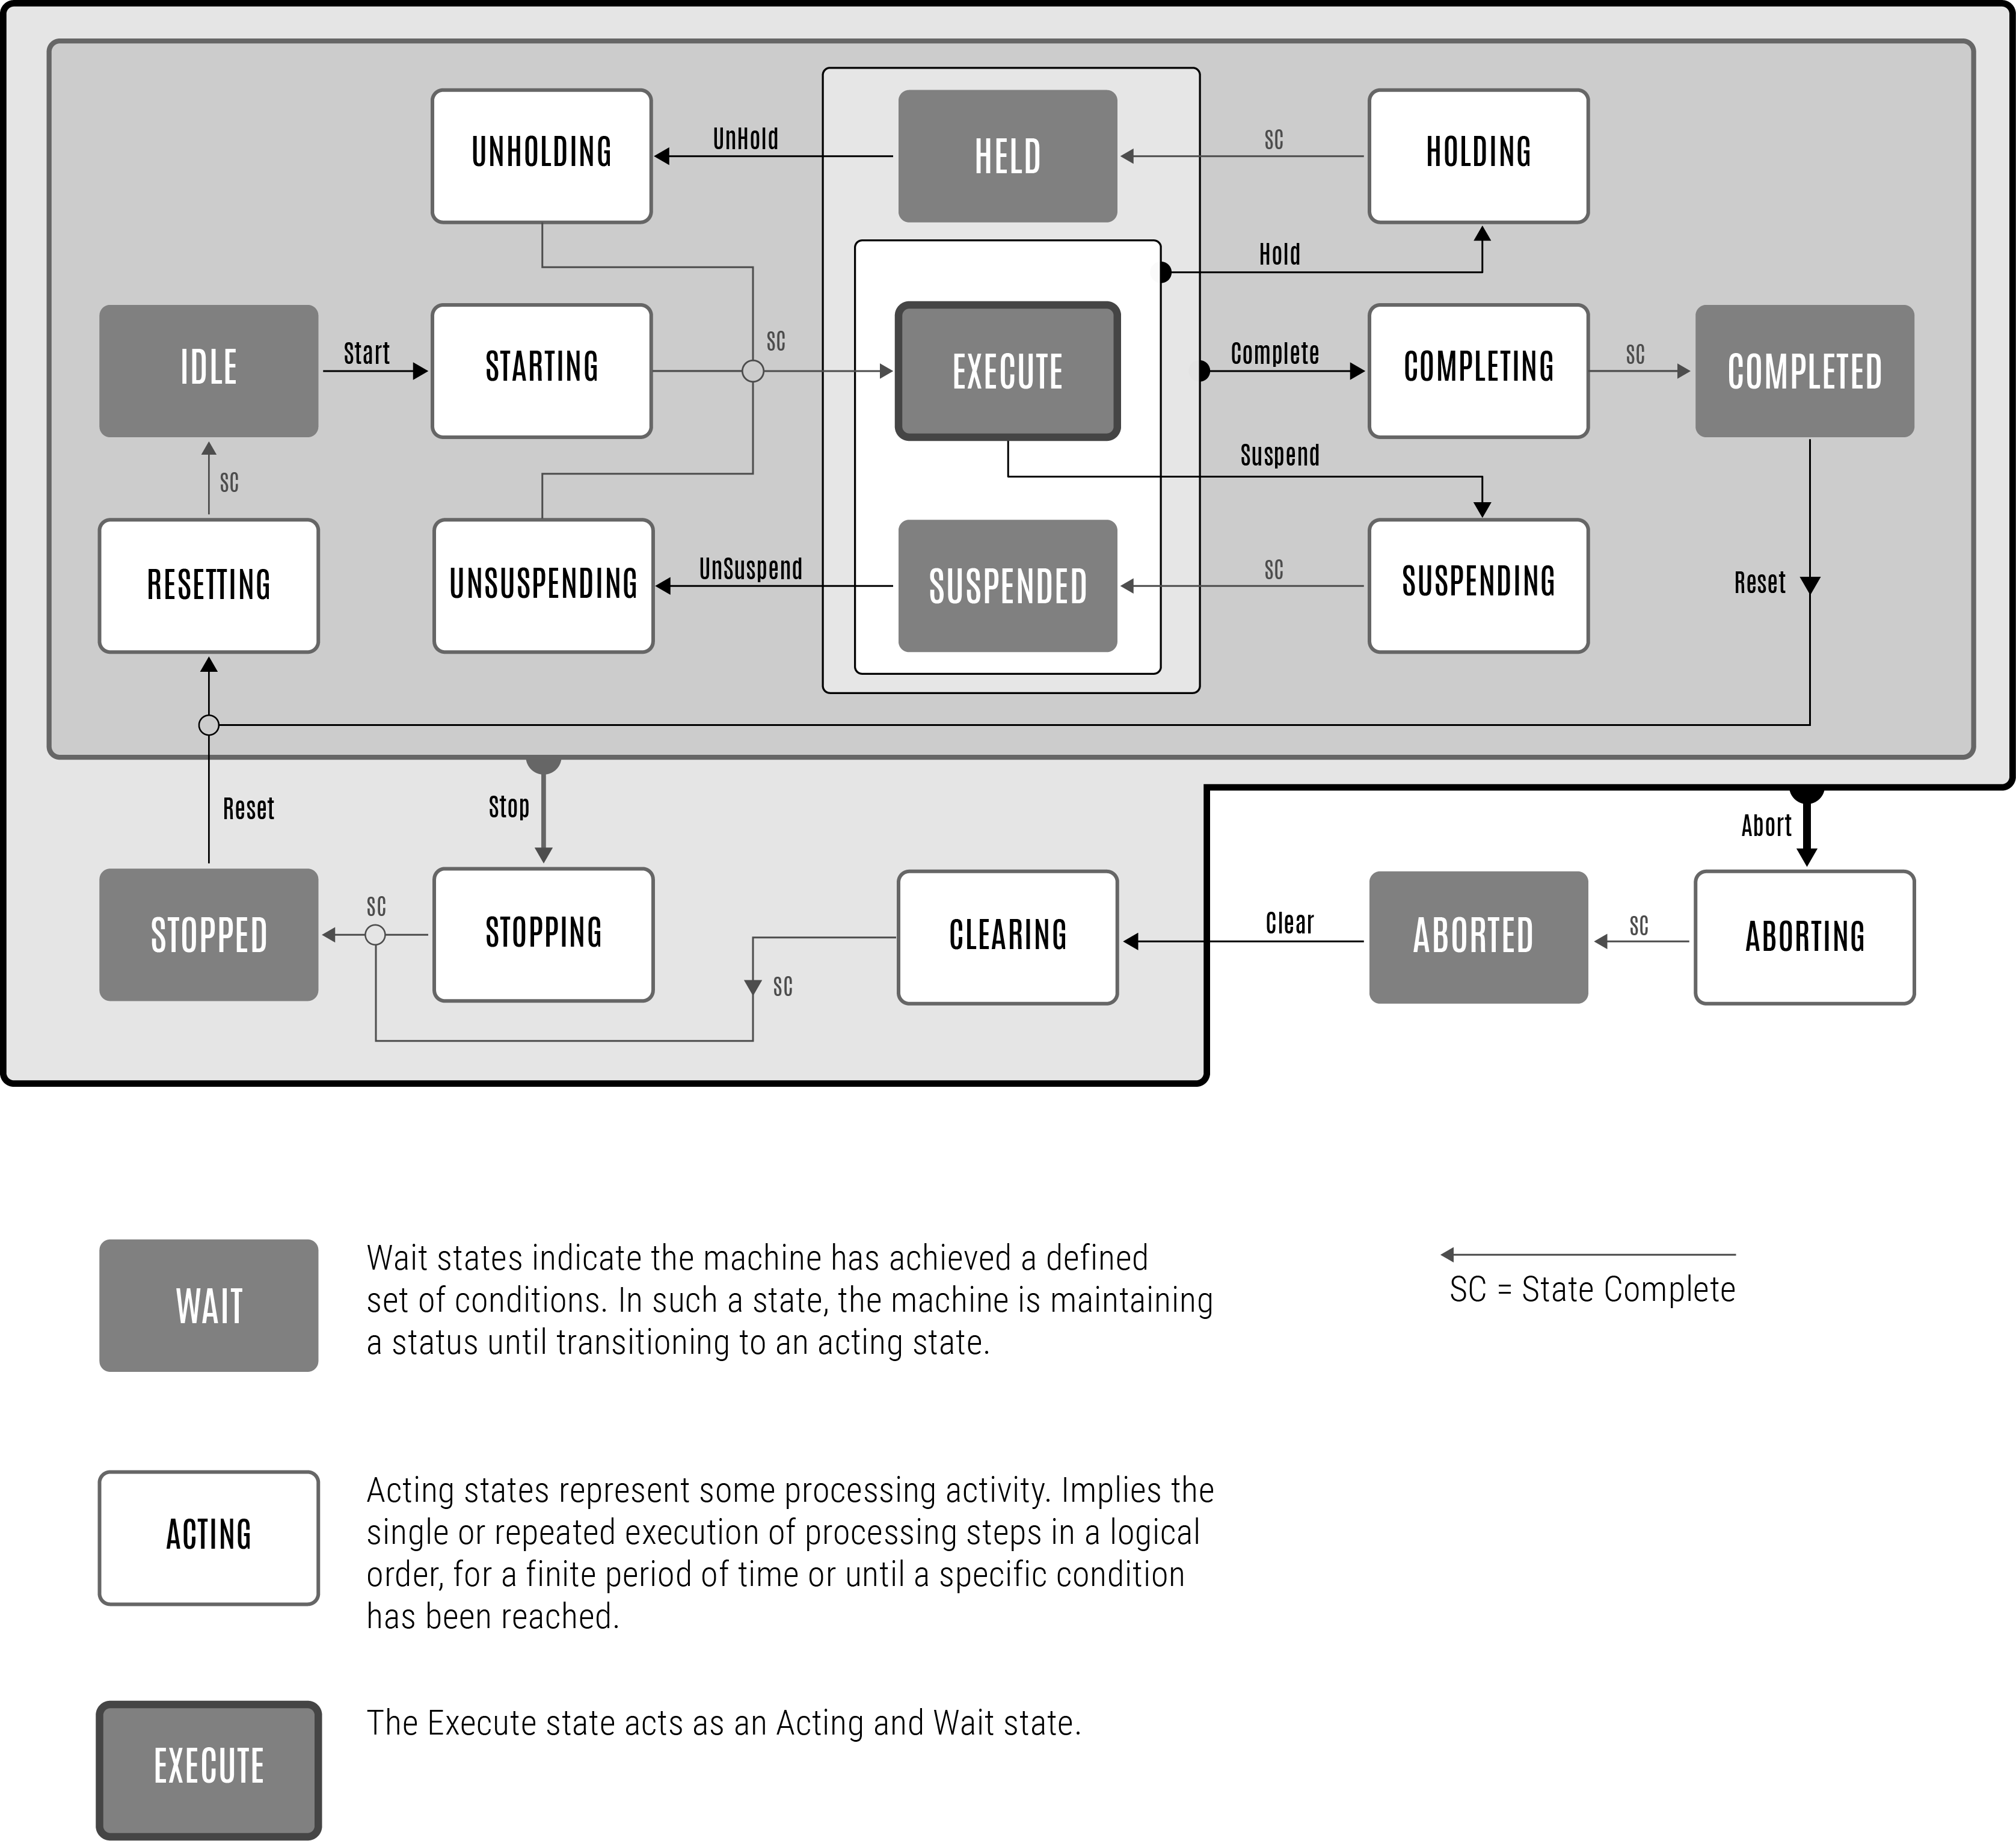 UNHOLDING
UnHold
HELD
SC
HOLDING
Hold
IDLE
Start
STARTING
SC
EXECUTE
Complete
COMPLETING
SC
COMPLETED
Suspend
SC
RESETTING
UNSUSPENDING
UnSuspend
SUSPENDED
SC
SUSPENDING
Reset
Reset
Stop
Abort
STOPPED
SC
STOPPING
SC
CLEARING
Clear
ABORTED
SC
ABORTING
WAIT
Wait states indicate the machine has achieved a defined
set of conditions. In such a state, the machine is maintaining
a status until transitioning to an acting state.
SC = State Complete
ACTING
Acting states represent some processing activity. Implies the
single or repeated execution of processing steps in a logical
order, for a finite period of time or until a specific condition
has been reached.
EXECUTE
The Execute state acts as an Acting and Wait state.